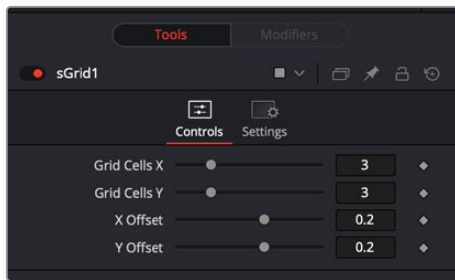 Tools Modifiers
sGrid1
Controls Settings
Grid Cells X 3
Grid Cells Y 3
X Offset 0.2
Y Offset 0.2